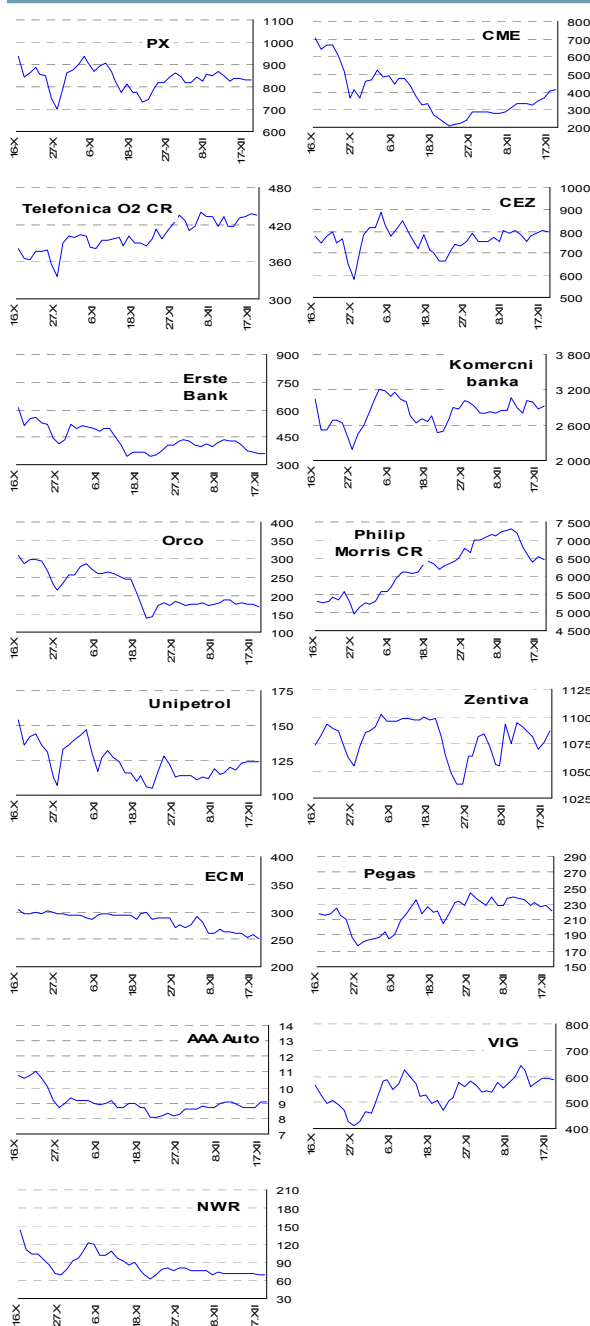 PX
1100
1000
900
800
700
600
16.X
27.X
6.XI
18.XI
27.XI
8.XII
17.XII
CME
800
700
600
500
400
300
200
16.X
27.X
6.XI
18.XI
27.XI
8.XII
17.XII
Telefonica O2 CR
480
420
360
300
16.X
27.X
6.XI
18.XI
27.XI
8.XII
17.XII
CEZ
1000
900
800
700
600
500
16.X
27.X
6.XI
18.XI
27.XI
8.XII
17.XII
Erste
Bank
900
750
600
450
300
16.X
27.X
6.XI
18.XI
27.XI
8.XII
17.XII
Komercni
banka
3 800
3 200
2 600
2 000
16.X
27.X
6.XI
18.XI
27.XI
8.XII
17.XII
Orco
400
350
300
250
200
150
100
16.X
27.X
6.XI
18.XI
27.XI
8.XII
17.XII
Philip
Morris CR
7 500
7 000
6 500
6 000
5 500
5 000
4 500
16.X
27.X
6.XI
18.XI
27.XI
8.XII
17.XII
Unipetrol
175
150
125
100
16.X
27.X
6.XI
18.XI
27.XI
8.XII
17.XII
Zentiva
1125
1100
1075
1050
1025
16.X
27.X
6.XI
18.XI
27.XI
8.XII
17.XII
ECM
400
350
300
250
200
16.X
27.X
6.XI
18.XI
27.XI
8.XII
17.XII
Pegas
290
270
250
230
210
190
170
150
16.X
27.X
6.XI
18.XI
27.XI
8.XII
17.XII
AAA Auto
14
13
12
11
10
9
8
7
16.X
27.X
6.XI
18.XI
27.XI
8.XII
17.XII
VIG
800
700
600
500
400
16.X
27.X
6.XI
18.XI
27.XI
8.XII
17.XII
NWR
210
180
150
120
90
60
30
16.X
27.X
6.XI
18.XI
27.XI
8.XII
17.XII